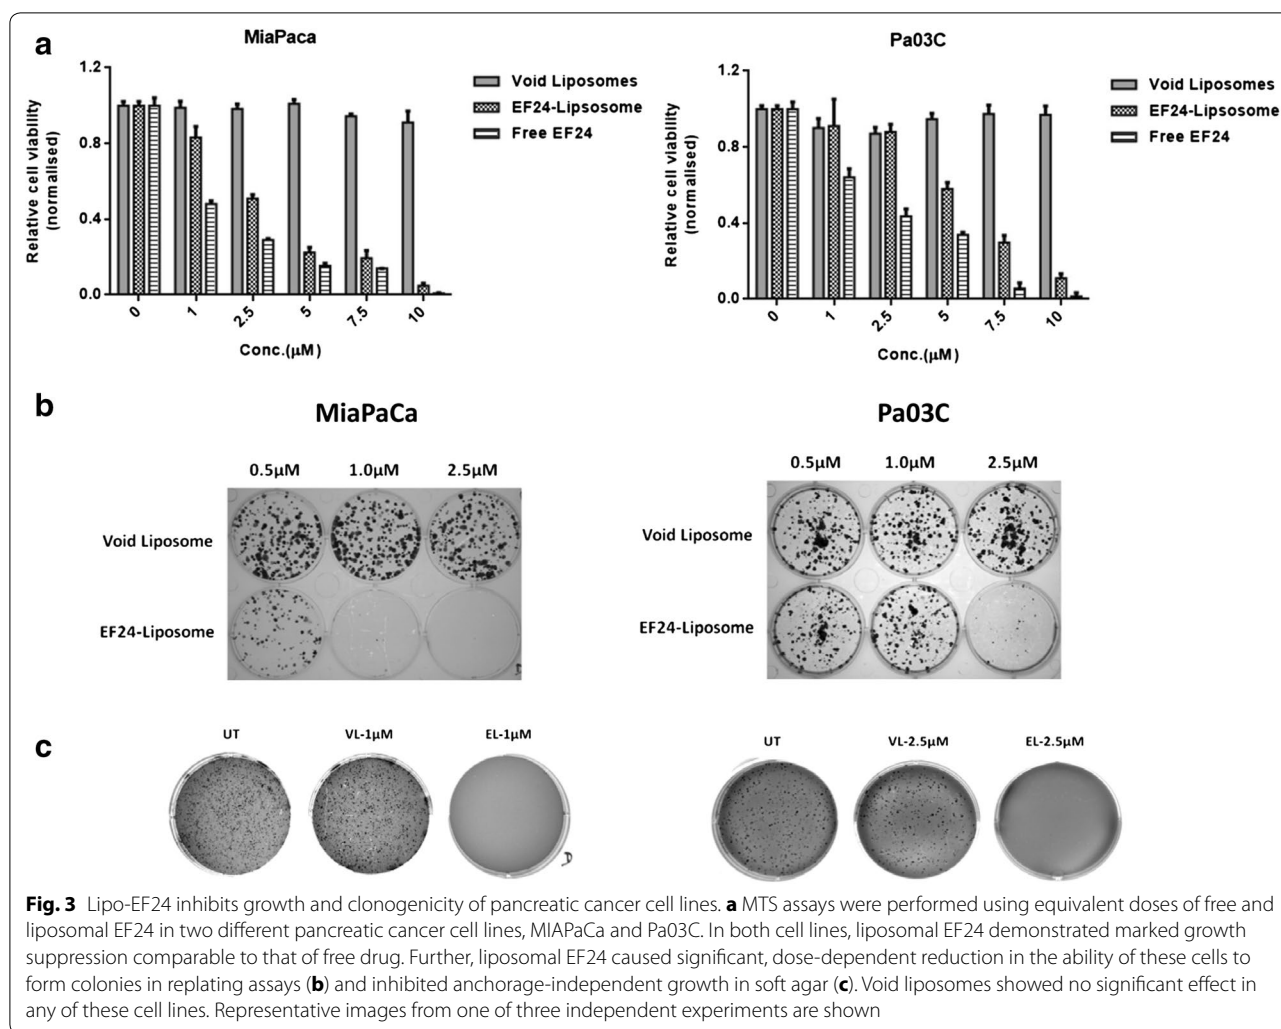 a
MiaPaca
Relative cell viability
(normalised)
1.2
0.8
0.4
0.0
0
1
2.5
5
7.5
10
Conc.(μM)
Void Liposomes
EF24-Lipsosome
Free EF24
Pa03C
Relative cell viability
(normalised)
1.2
0.8
0.4
0.0
0
1
2.5
5
7.5
10
Conc.(μM)
Void Liposomes
EF24-Lipsosome
Free EF24
b
MiaPaCa
0.5μM 1.0μM 2.5μM
Void Liposome
EF24-Liposome
Pa03C
0.5μM 1.0μM 2.5μM
Void Liposome
EF24-Liposome
c
UT VL-1μM EL-1μM
UT VL-2.5μM EL-2.5μM
Fig. 3 Lipo-EF24 inhibits growth and clonogenicity of pancreatic cancer cell lines. a MTS assays were performed using equivalent doses of free and
liposomal EF24 in two different pancreatic cancer cell lines, MIAPaCa and Pa03C. In both cell lines, liposomal EF24 demonstrated marked growth
suppression comparable to that of free drug. Further, liposomal EF24 caused significant, dose-dependent reduction in the ability of these cells to
form colonies in replating assays (b) and inhibited anchorage-independent growth in soft agar (c). Void liposomes showed no significant effect in
any of these cell lines. Representative images from one of three independent experiments are shown